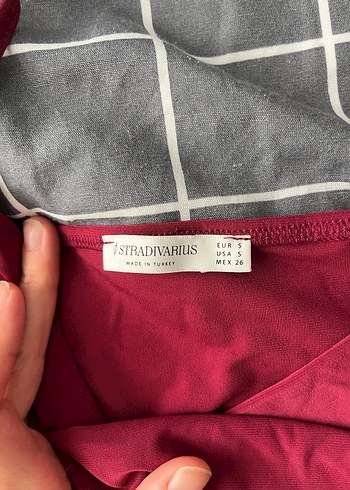 STRADIVARIUS
MADE IN TURKEY
EUR S
USA S
MEX 26